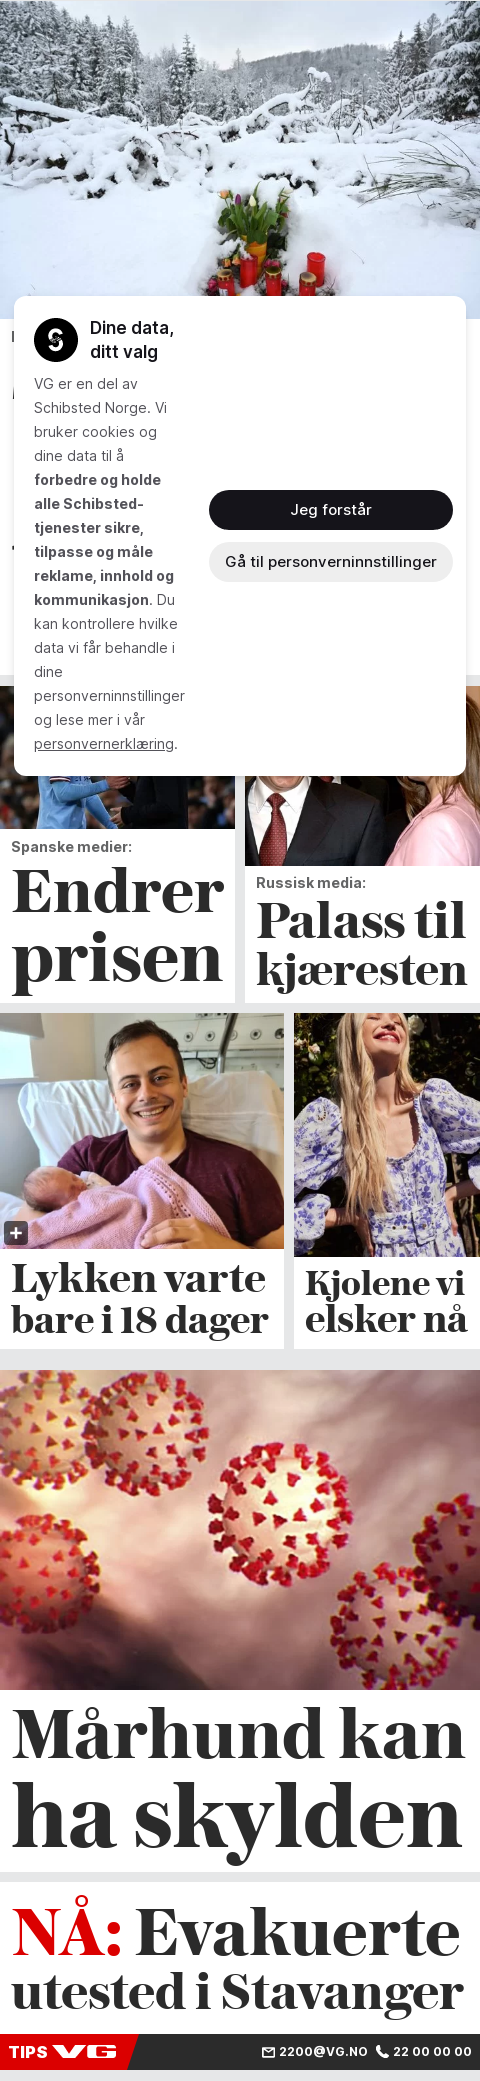 Dine data,
ditt valg
VG er en del av
Schibsted Norge. Vi
bruker cookies og
dine data til å
forbedre og holde
alle Schibsted-
tjenester sikre,
tilpasse og måle
reklame, innhold og
kommunikasjon. Du
kan kontrollere hvilke
data vi får behandle i
dine
personverninnstillinger
og lese mer i vår
personvernerklæring.
Jeg forstår
Gå til personverninnstillinger
Spanske medier:
Endrer
prisen
Russisk media:
Palass til
kjæresten
Lykken varte
bare i 18 dager
Kjolene vi
elsker nå
Mårhund kan
ha skylden
NÅ: Evakuerte
utested i Stavanger
TIPS VG 2200@VG.NO 22 00 00 00